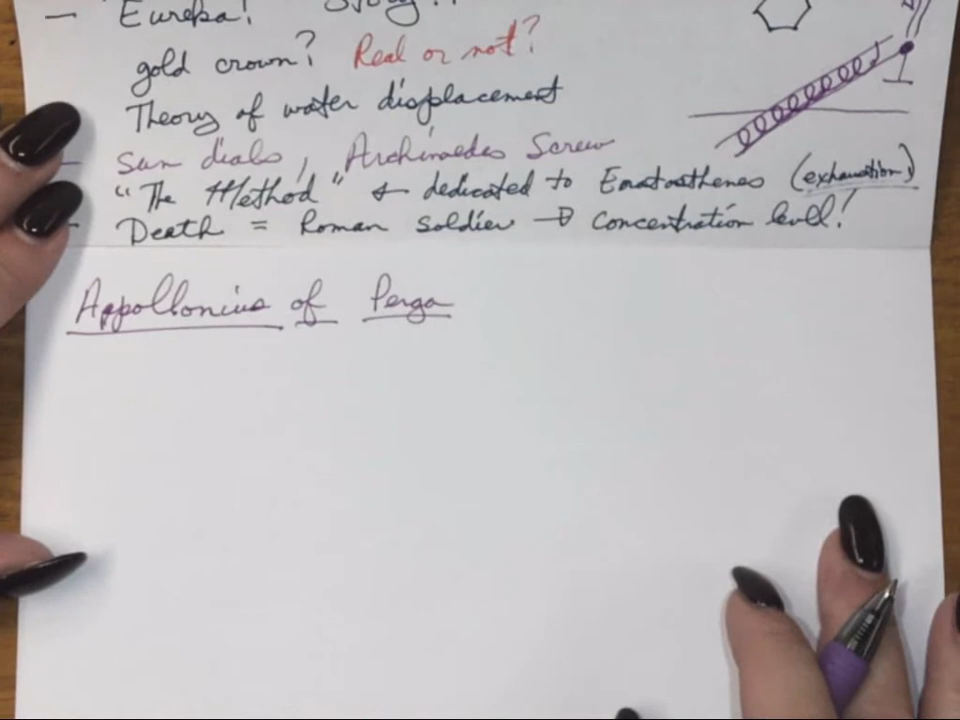 — Eureka! Story!!
gold crown? Real or not?
Theory of water displacement
— Sun dials, Archimedes Screw
"The Method" & dedicated to Eratosthenes (exhaustion)
— Death = Roman soldier → concentration level!
Appollonius of Perga